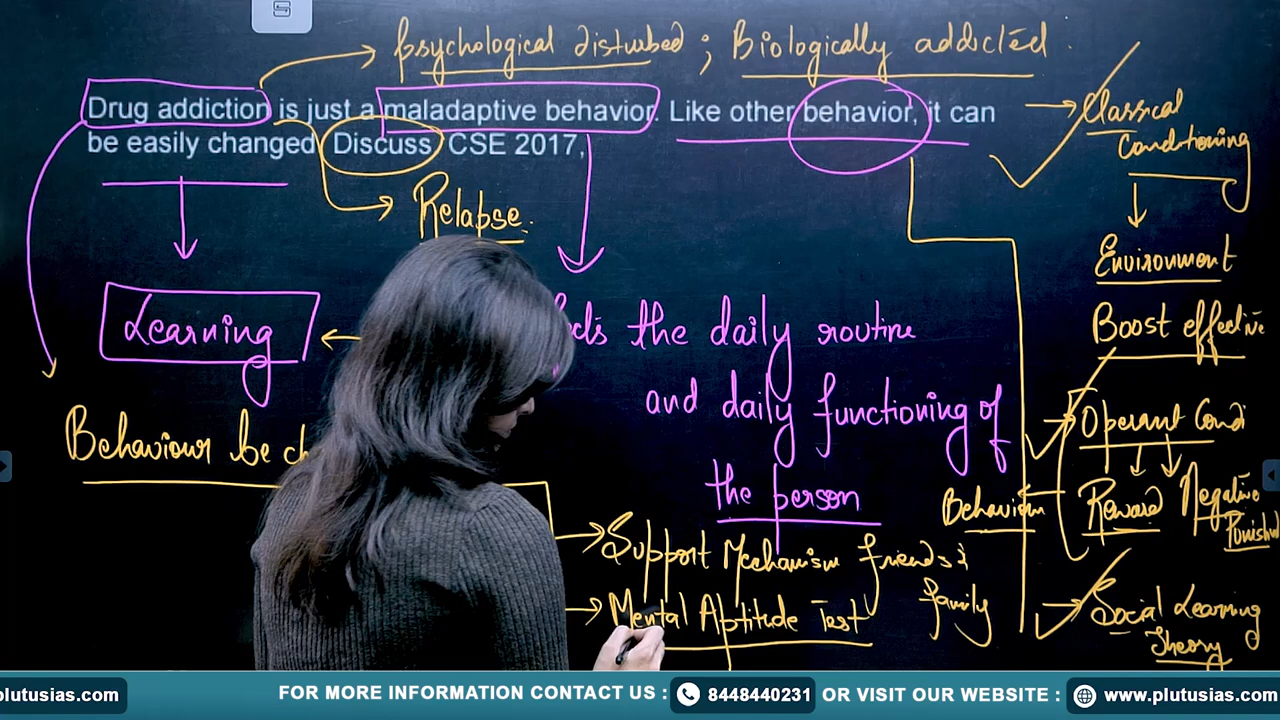 Psychological disturbed ; Biologically addicted.
Drug addiction is just a maladaptive behavior. Like other behavior, it can
be easily changed Discuss CSE 2017,
Relapse.
Learning
the daily routine
and daily functioning of
the person
Behaviour be
Support Mechanism friends &
family
Mental Aptitude Test
Classical
Conditioning
Environment
Boost effective
Operant Condi
Behaviour
Reward
Negative
Social Learning
Theory
plutusias.com
FOR MORE INFORMATION CONTACT US : 8448440231 OR VISIT OUR WEBSITE : www.plutusias.com